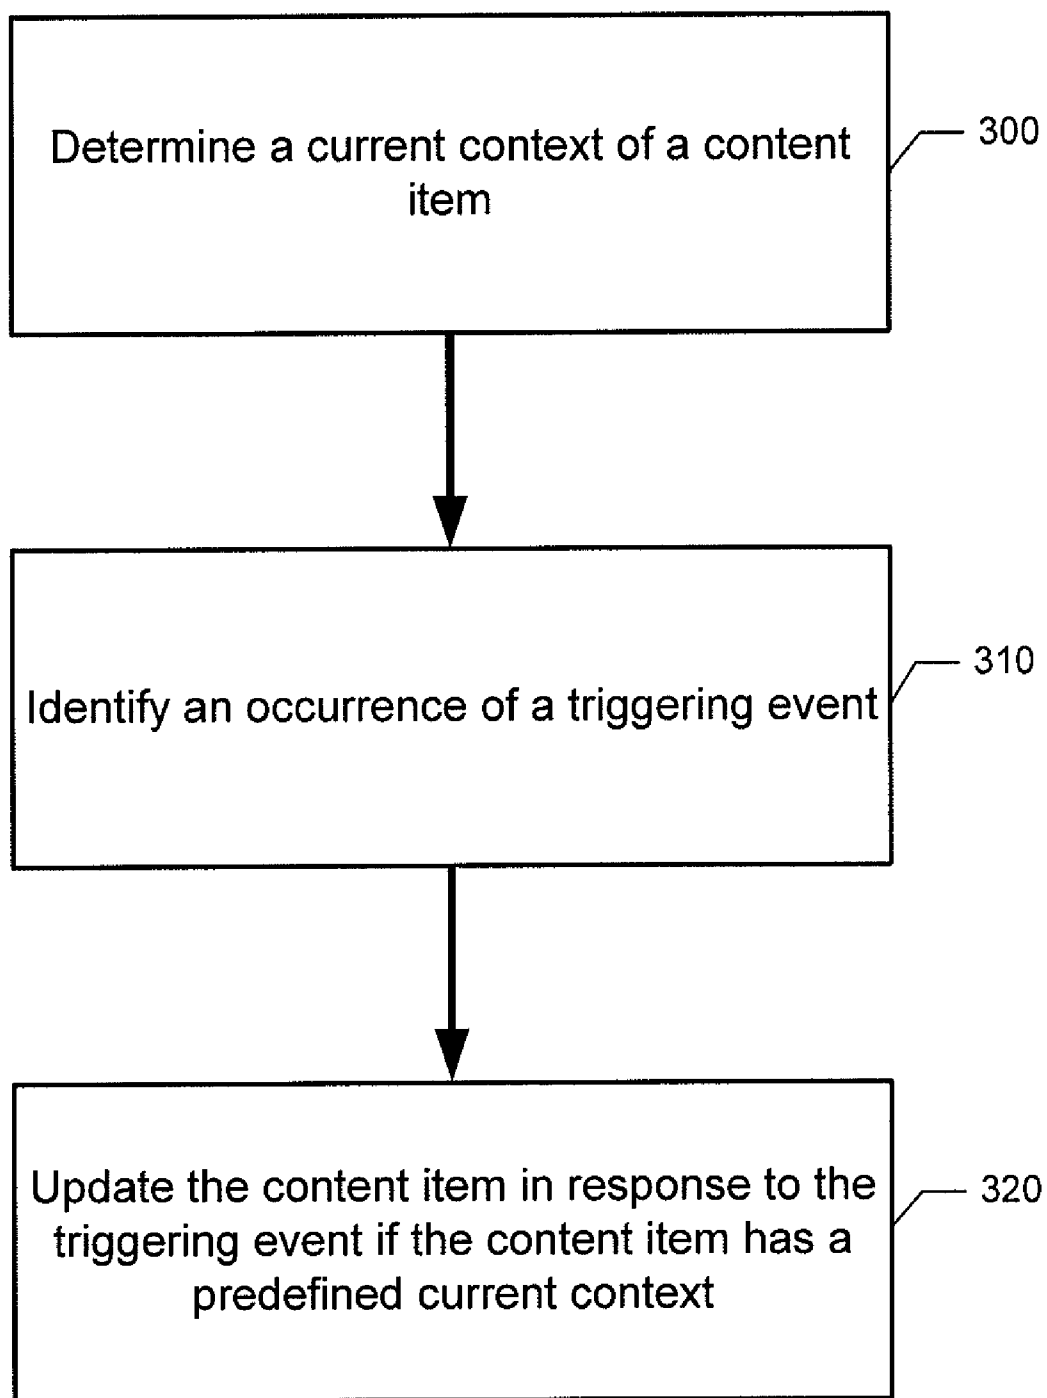 Determine a current context of a content
item
300
Identify an occurrence of a triggering event
310
Update the content item in response to the
triggering event if the content item has a
predefined current context
320